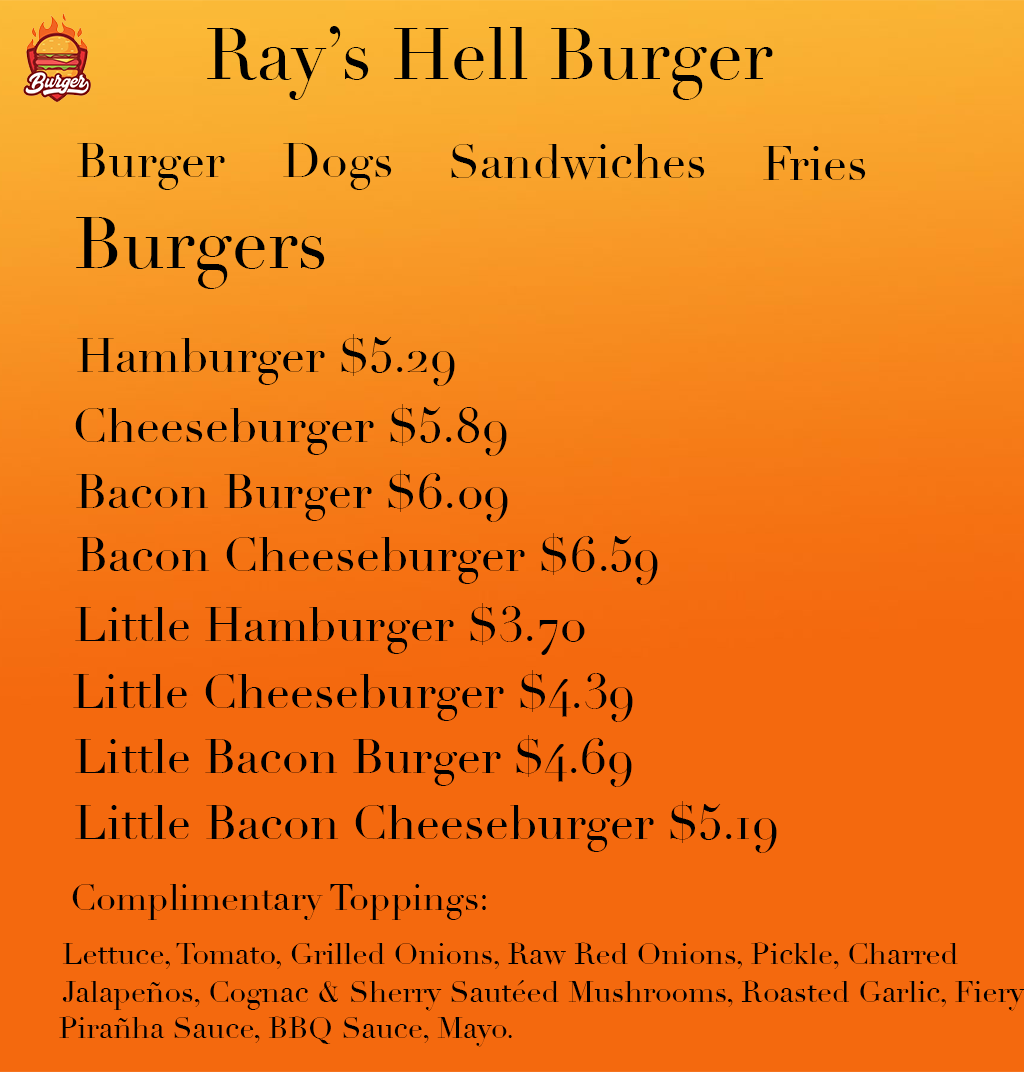 Burger
Ray's Hell Burger
Burger Dogs Sandwiches Fries
Burgers
Hamburger $5.29
Cheeseburger $5.89
Bacon Burger $6.09
Bacon Cheeseburger $6.59
Little Hamburger $3.70
Little Cheeseburger $4.39
Little Bacon Burger $4.69
Little Bacon Cheeseburger $5.19
Complimentary Toppings:
Lettuce, Tomato, Grilled Onions, Raw Red Onions, Pickle, Charred
Jalapeños, Cognac & Sherry Sautéed Mushrooms, Roasted Garlic, Fiery
Pirañha Sauce, BBQ Sauce, Mayo.